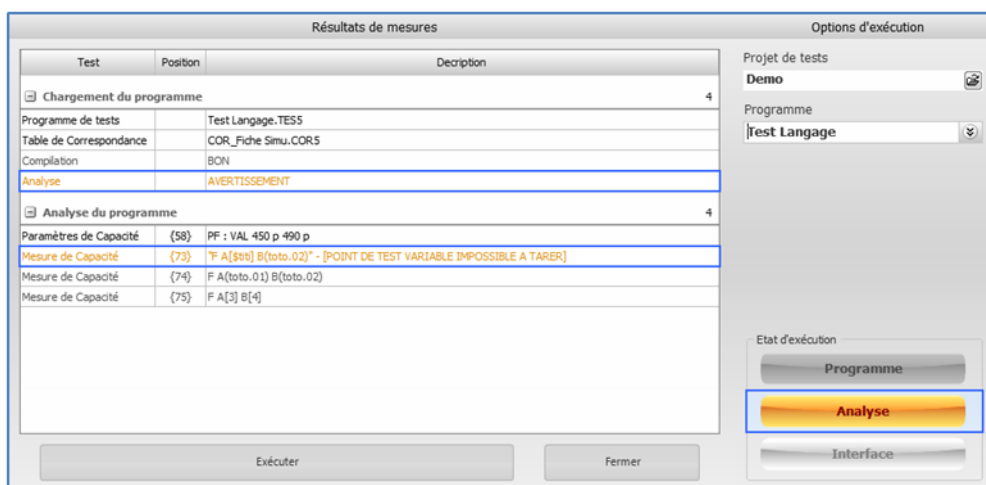 Résultats de mesures
Options d'exécution
Test Position Decription
Chargement du programme 4
Programme de tests Test Langage.TES5
Table de Correspondance COR_Fiche Simu.COR5
Compilation BON
Analyse AVERTISSEMENT
Analyse du programme 4
Paramètres de Capacité {58} PF : VAL 450 p 490 p
Mesure de Capacité {73} "F A[$titi] B(toto.02)" - [POINT DE TEST VARIABLE IMPOSSIBLE A TARER]
Mesure de Capacité {74} F A(toto.01) B(toto.02)
Mesure de Capacité {75} F A[3] B[4]
Exécuter
Fermer
Projet de tests
Demo
Programme
Test Langage
Etat d'exécution
Programme
Analyse
Interface